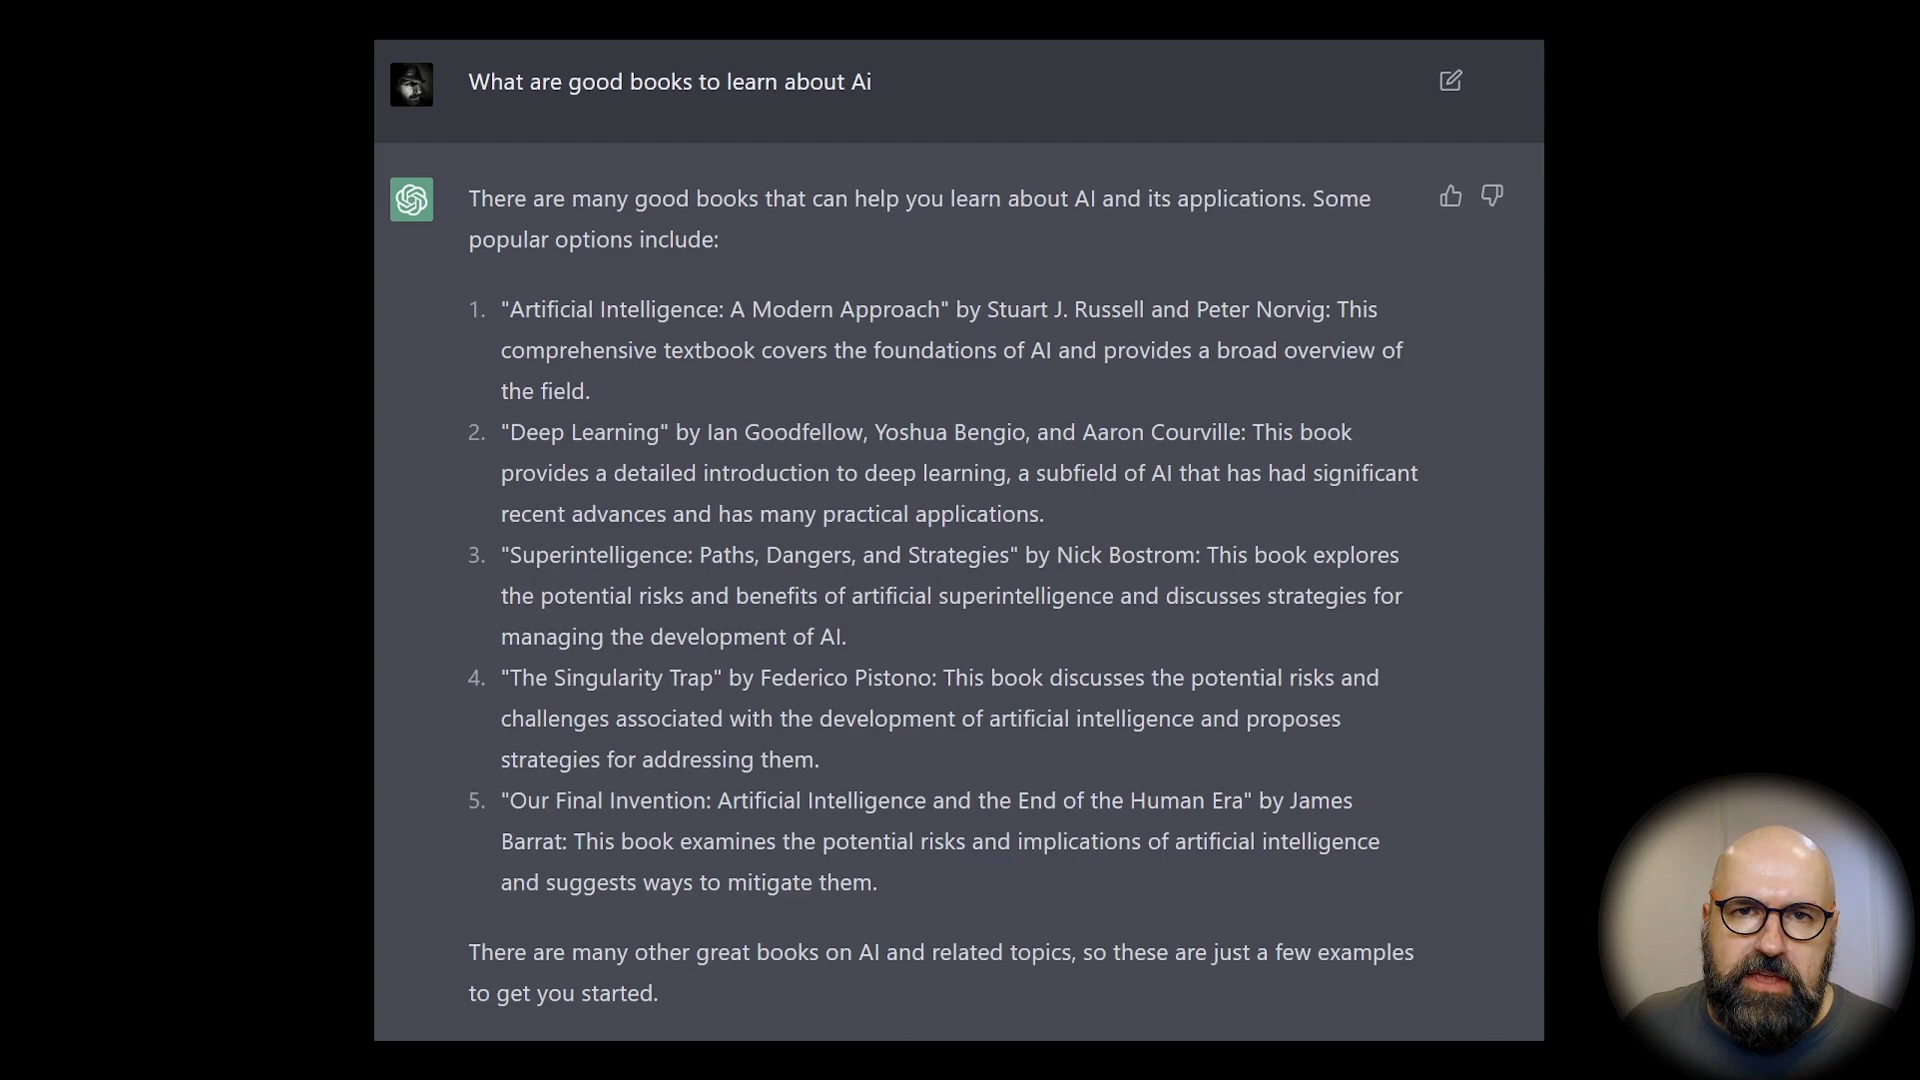 What are good books to learn about Ai
There are many good books that can help you learn about AI and its applications. Some
popular options include:
1. "Artificial Intelligence: A Modern Approach" by Stuart J. Russell and Peter Norvig: This
comprehensive textbook covers the foundations of AI and provides a broad overview of
the field.
2. "Deep Learning" by Ian Goodfellow, Yoshua Bengio, and Aaron Courville: This book
provides a detailed introduction to deep learning, a subfield of AI that has had significant
recent advances and has many practical applications.
3. "Superintelligence: Paths, Dangers, and Strategies" by Nick Bostrom: This book explores
the potential risks and benefits of artificial superintelligence and discusses strategies for
managing the development of AI.
4. "The Singularity Trap" by Federico Pistono: This book discusses the potential risks and
challenges associated with the development of artificial intelligence and proposes
strategies for addressing them.
5. "Our Final Invention: Artificial Intelligence and the End of the Human Era" by James
Barrat: This book examines the potential risks and implications of artificial intelligence
and suggests ways to mitigate them.
There are many other great books on AI and related topics, so these are just a few examples
to get you started.